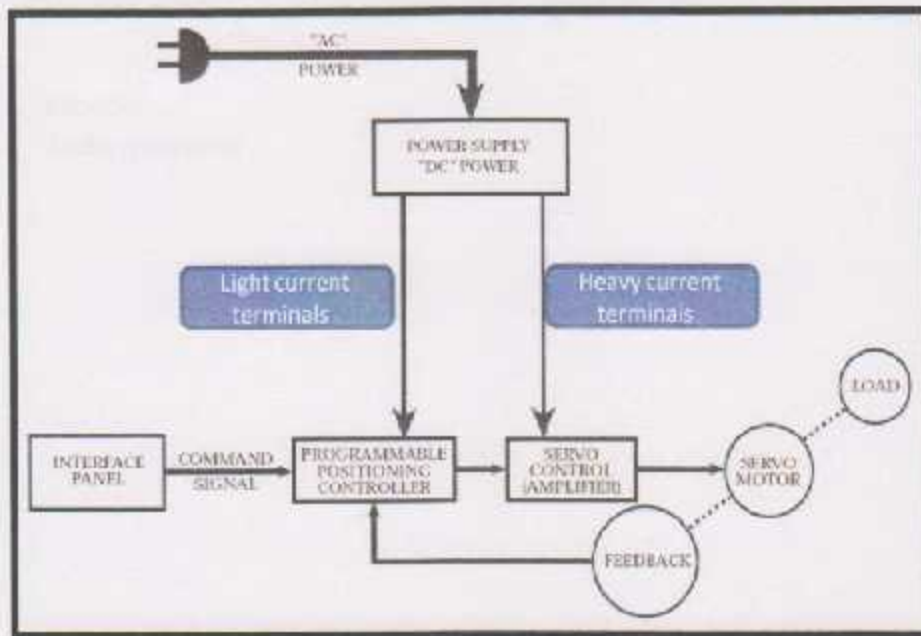 "AC"
POWER
POWER SUPPLY
"DC" POWER
Light current
terminals
Heavy current
terminals
LOAD
INTERFACE
PANEL
COMMAND
SIGNAL
PROGRAMMABLE
POSITIONING
CONTROLLER
SERVO
CONTROL
(AMPLIFIER)
SERVO
MOTOR
FEEDBACK